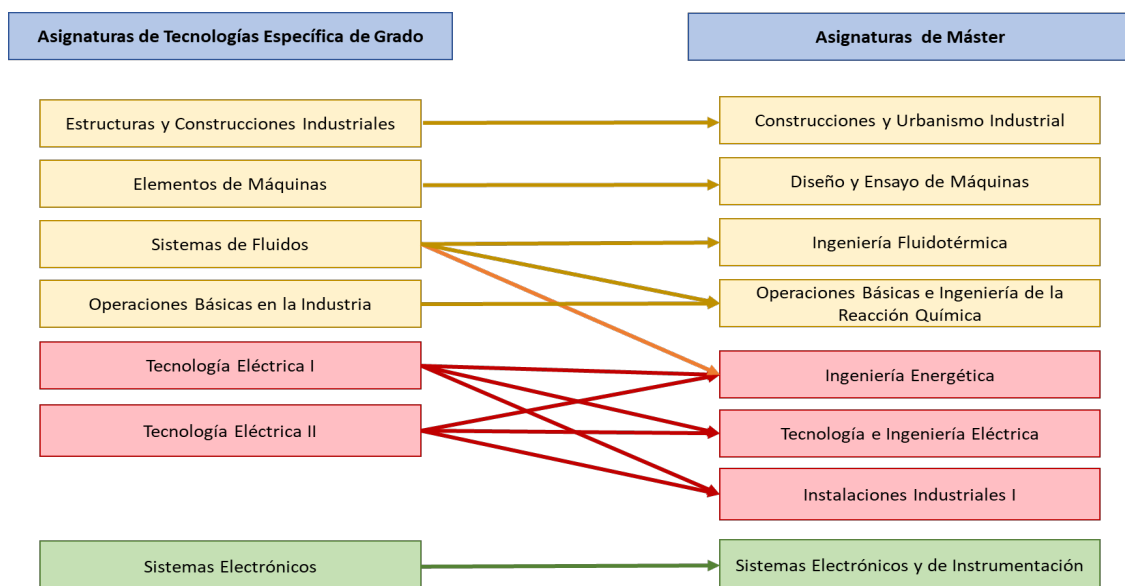 Asignaturas de Tecnologías Específica de Grado
Asignaturas de Máster
Estructuras y Construcciones Industriales
Construcciones y Urbanismo Industrial
Elementos de Máquinas
Diseño y Ensayo de Máquinas
Sistemas de Fluidos
Ingeniería Fluidotérmica
Operaciones Básicas en la Industria
Operaciones Básicas e Ingeniería de la
Reacción Química
Tecnología Eléctrica I
Ingeniería Energética
Tecnología Eléctrica II
Tecnología e Ingeniería Eléctrica
Instalaciones Industriales I
Sistemas Electrónicos
Sistemas Electrónicos y de Instrumentación